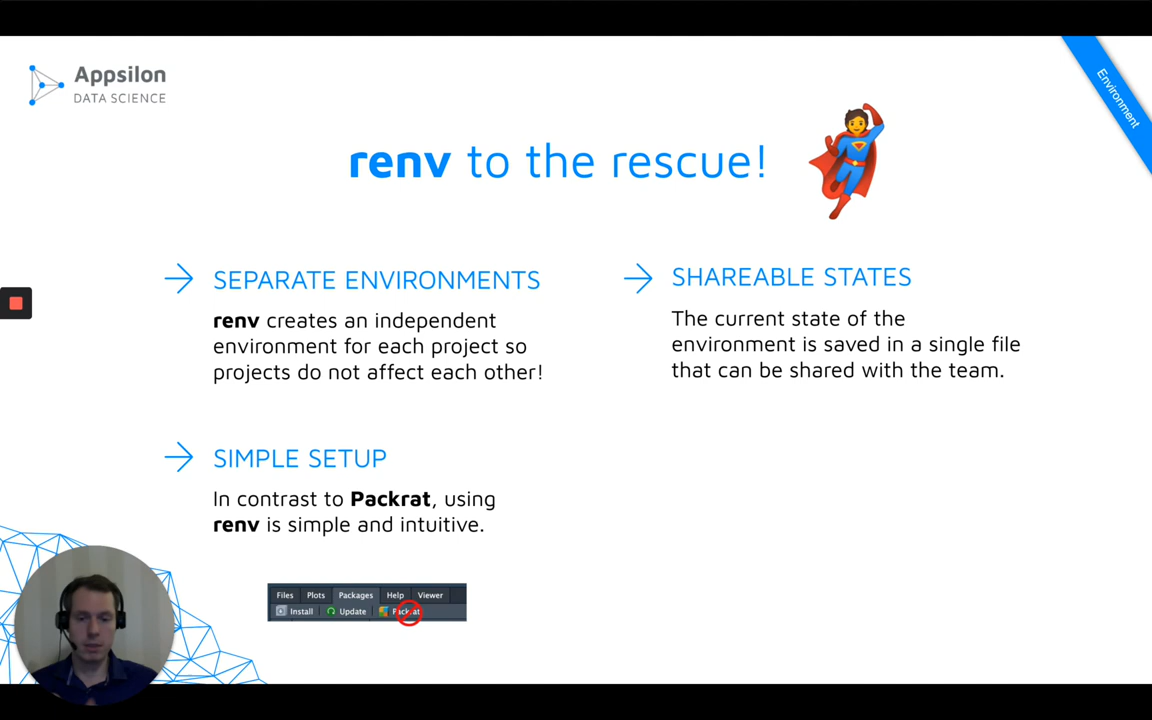 Appsilon
DATA SCIENCE
Environment
renv to the rescue!
SEPARATE ENVIRONMENTS
renv creates an independent
environment for each project so
projects do not affect each other!
SHAREABLE STATES
The current state of the
environment is saved in a single file
that can be shared with the team.
SIMPLE SETUP
In contrast to Packrat, using
renv is simple and intuitive.
Files Plots Packages Help Viewer
Install Update Packrat